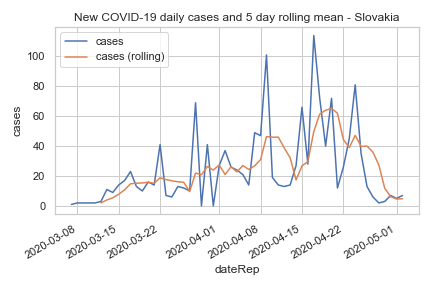 New COVID-19 daily cases and 5 day rolling mean - Slovakia
cases
cases (rolling)
100
80
60
40
20
0
cases
2020-03-08
2020-03-15
2020-03-22
2020-04-01
2020-04-08
2020-04-15
2020-04-22
2020-05-01
dateRep